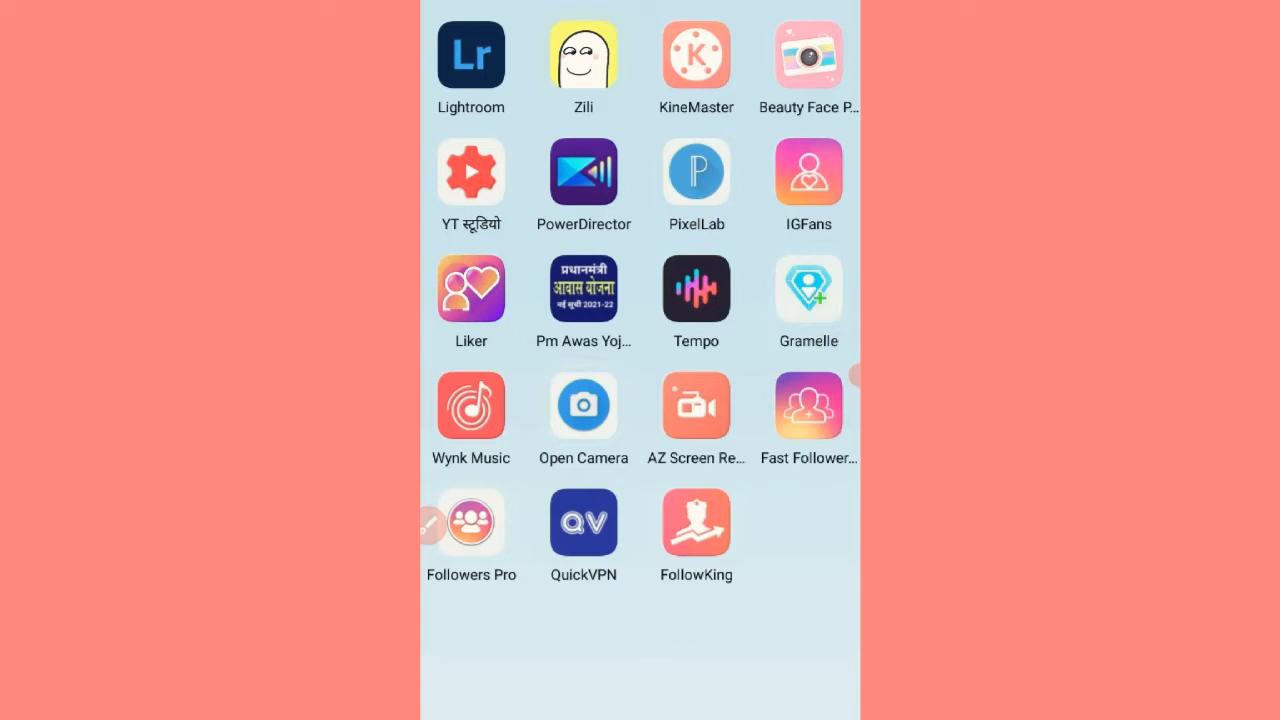 Lr
Lightroom
Zili
K
KineMaster
Beauty Face P...
YT स्टूडियो
PowerDirector
P
PixelLab
IGFans
Liker
प्रधानमंत्री
आवास योजना
नई सूची 2021-22
Pm Awas Yoj...
Tempo
Gramelle
Wynk Music
Open Camera
AZ Screen Re...
Fast Follower...
Followers Pro
QV
QuickVPN
FollowKing